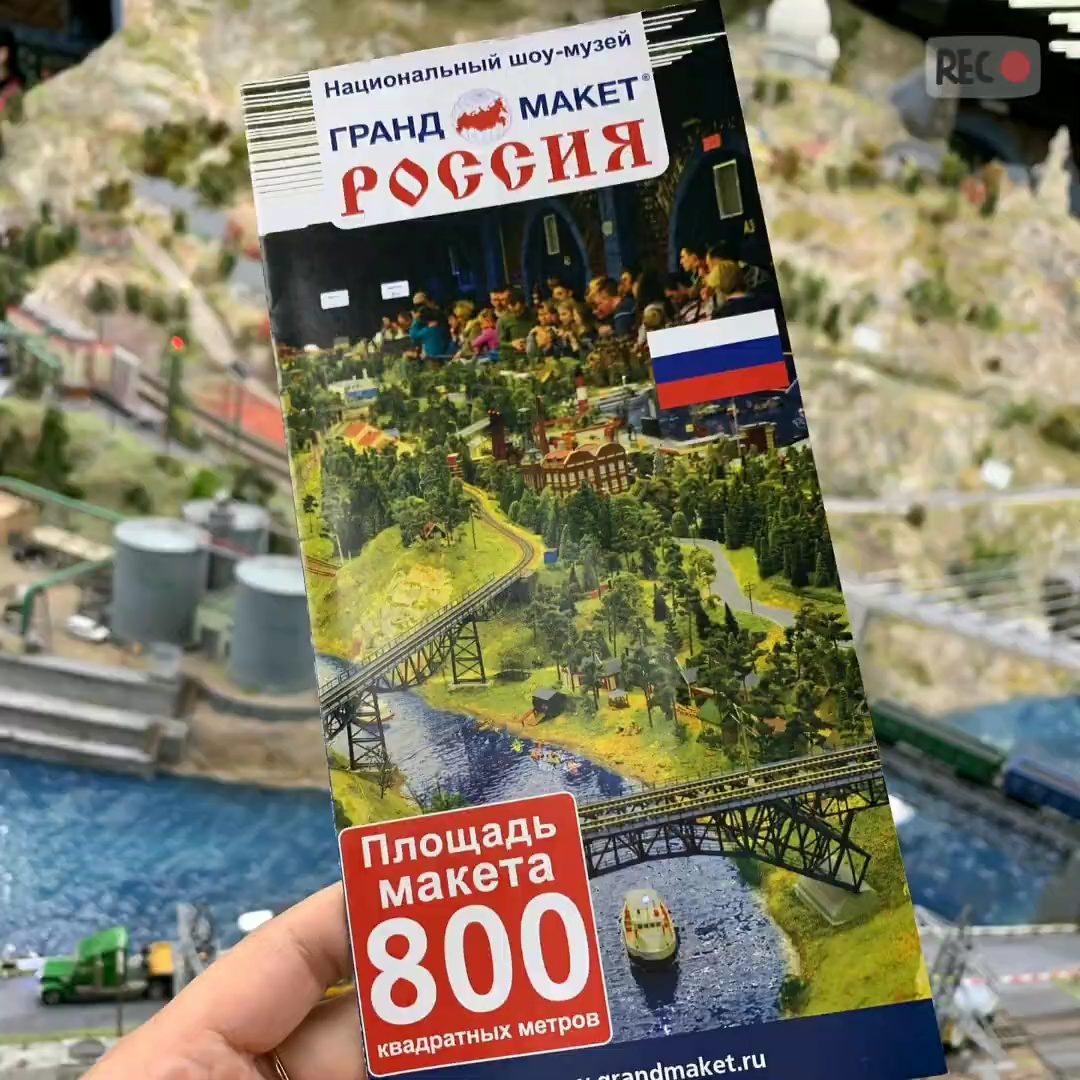 REC
Национальный шоу-музей
ГРАНД МАКЕТ®
РОССИЯ
Площадь
макета
800
квадратных метров
grandmaket.ru